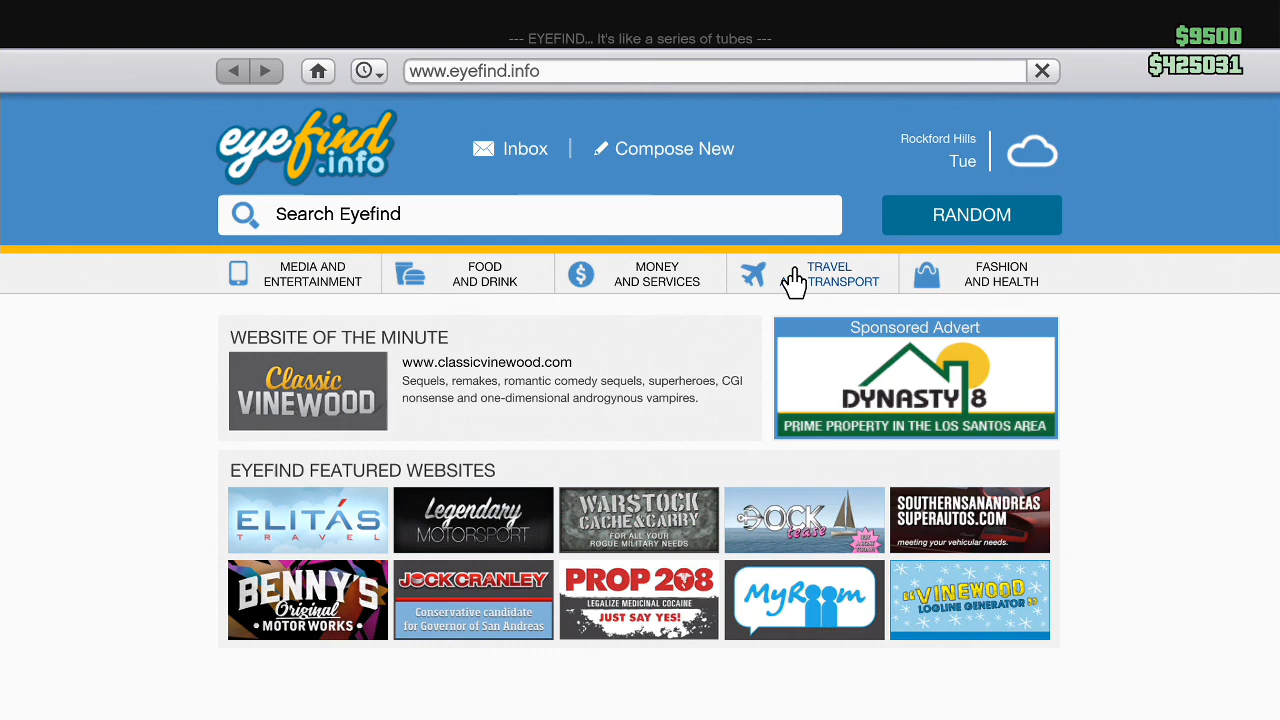 --- EYEFIND... It's like a series of tubes ---
$9500
$425031
www.eyefind.info
eyefind
.info
Inbox
Compose New
Rockford Hills
Tue
Search Eyefind
RANDOM
MEDIA AND
ENTERTAINMENT
FOOD
AND DRINK
MONEY
AND SERVICES
TRAVEL
TRANSPORT
FASHION
AND HEALTH
WEBSITE OF THE MINUTE
Classic
VINEWOOD
www.classicvinewood.com
Sequels, remakes, romantic comedy sequels, superheroes, CGI
nonsense and one-dimensional androgynous vampires.
Sponsored Advert
DYNASTY 8
PRIME PROPERTY IN THE LOS SANTOS AREA
EYEFIND FEATURED WEBSITES
ELITÁS
TRAVEL
Legendary
MOTORSPORT
WARSTOCK
CACHE&CARRY
FOR ALL YOUR
ROGUE MILITARY NEEDS
DOCK
tease
SOUTHERNSANANDREAS
SUPERAUTOS.COM
meeting your vehicular needs.
BENNY'S
Original
• MOTOR WORKS •
JOCK CRANLEY
Conservative candidate
for Governor of San Andreas
PROP 208
LEGALIZE MEDICINAL COCAINE
JUST SAY YES!
MyRoom
"VINEWOOD
LOGLINE GENERATOR"